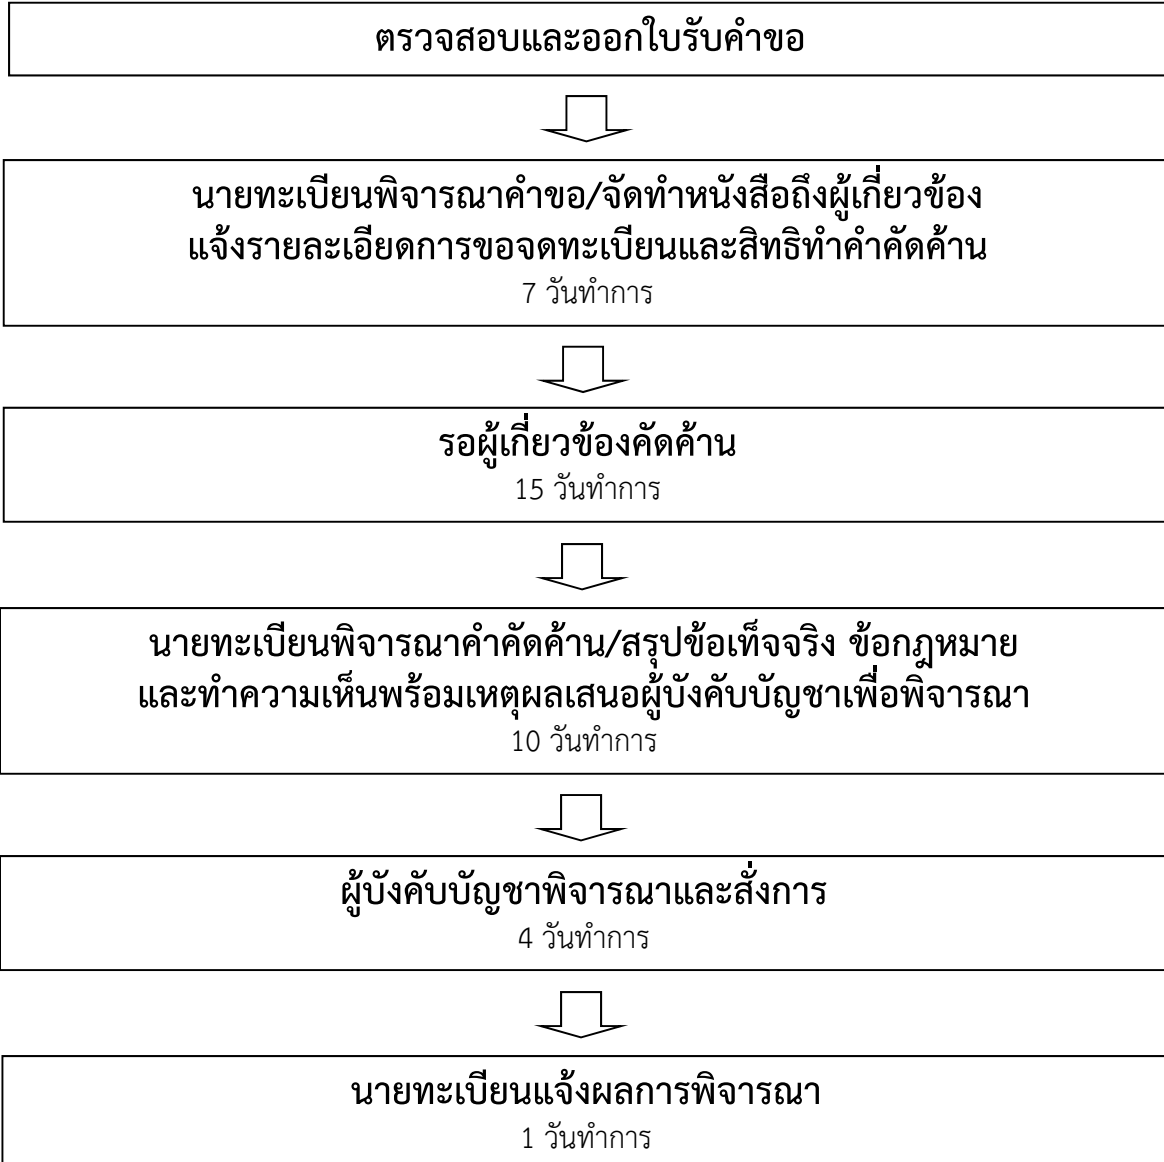 ตรวจสอบและออกใบรับคำขอ
นายทะเบียนพิจารณาคำขอ/จัดทำหนังสือถึงผู้เกี่ยวข้อง
แจ้งรายละเอียดการขอจดทะเบียนและสิทธิทำคำคัดค้าน
7 วันทำการ
รอผู้เกี่ยวข้องคัดค้าน
15 วันทำการ
นายทะเบียนพิจารณาคำคัดค้าน/สรุปข้อเท็จจริง ข้อกฎหมาย
และทำความเห็นพร้อมเหตุผลเสนอผู้บังคับบัญชาเพื่อพิจารณา
10 วันทำการ
ผู้บังคับบัญชาพิจารณาและสั่งการ
4 วันทำการ
นายทะเบียนแจ้งผลการพิจารณา
1 วันทำการ